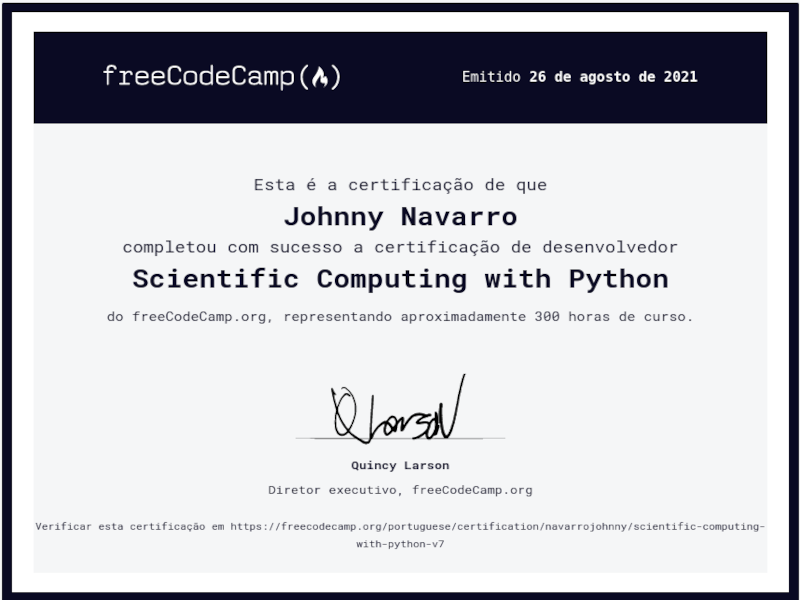 freeCodeCamp
Emitido 26 de agosto de 2021
Esta é a certificação de que
Johnny Navarro
completou com sucesso a certificação de desenvolvedor
Scientific Computing with Python
do freeCodeCamp.org, representando aproximadamente 300 horas de curso.
Q Larson
Quincy Larson
Diretor executivo, freeCodeCamp.org
Verificar esta certificação em https://freecodecamp.org/portuguese/certification/navarrojohnny/scientific-computing-
with-python-v7